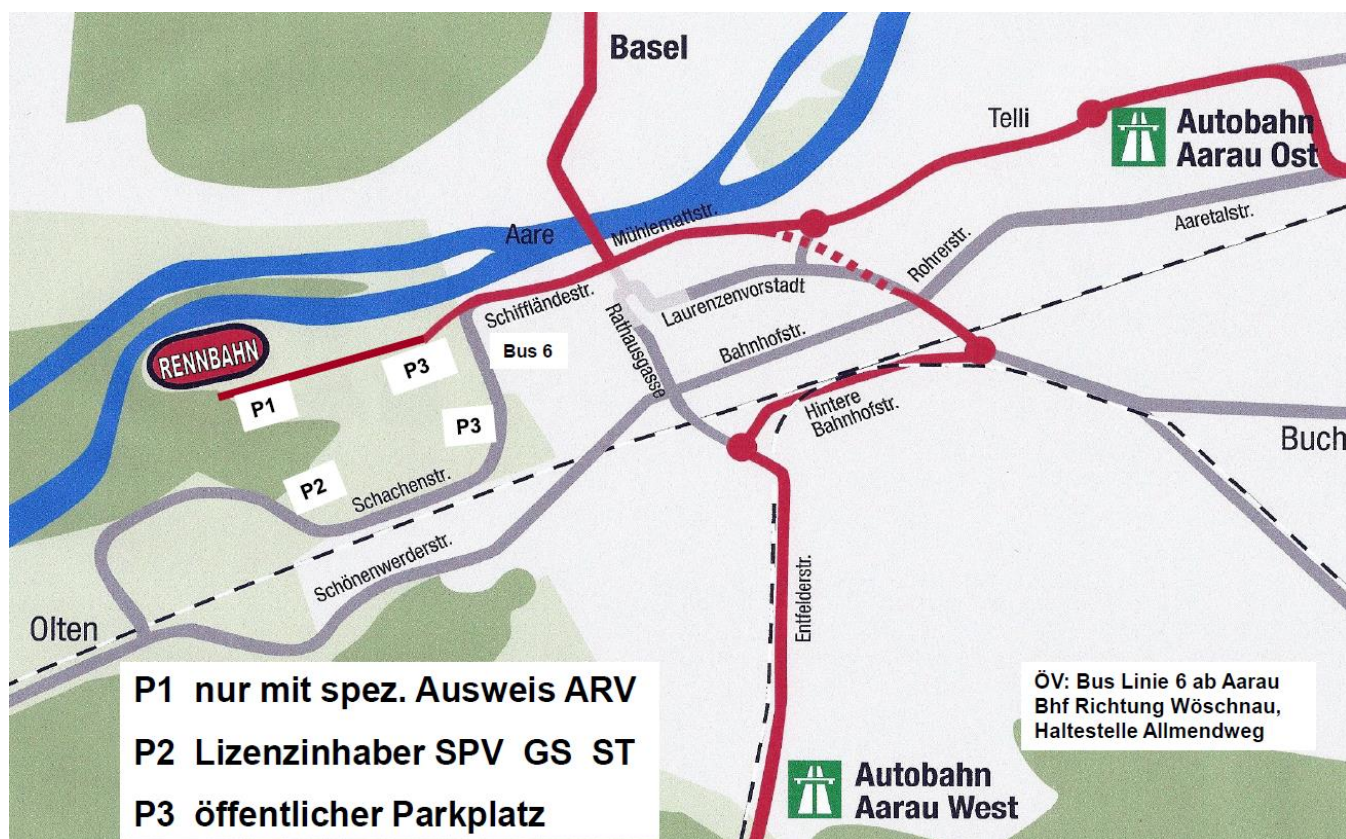 Basel
Telli
Autobahn
Aarau Ost
Aare
Mühlemattstr.
Aaretalstr.
Rohrerstr.
Schiffländestr.
Laurenzenvorstadt
Rathausgasse
Bahnhofstr.
RENNBAHN
P3
Bus 6
P1
Hintere
Bahnhofstr.
P3
Buch
P2
Schachenstr.
Schönenwerderstr.
Entfelderstr.
Olten
P1 nur mit spez. Ausweis ARV
P2 Lizenzinhaber SPV GS ST
P3 öffentlicher Parkplatz
ÖV: Bus Linie 6 ab Aarau
Bhf Richtung Wöschnau,
Haltestelle Allmendweg
Autobahn
Aarau West